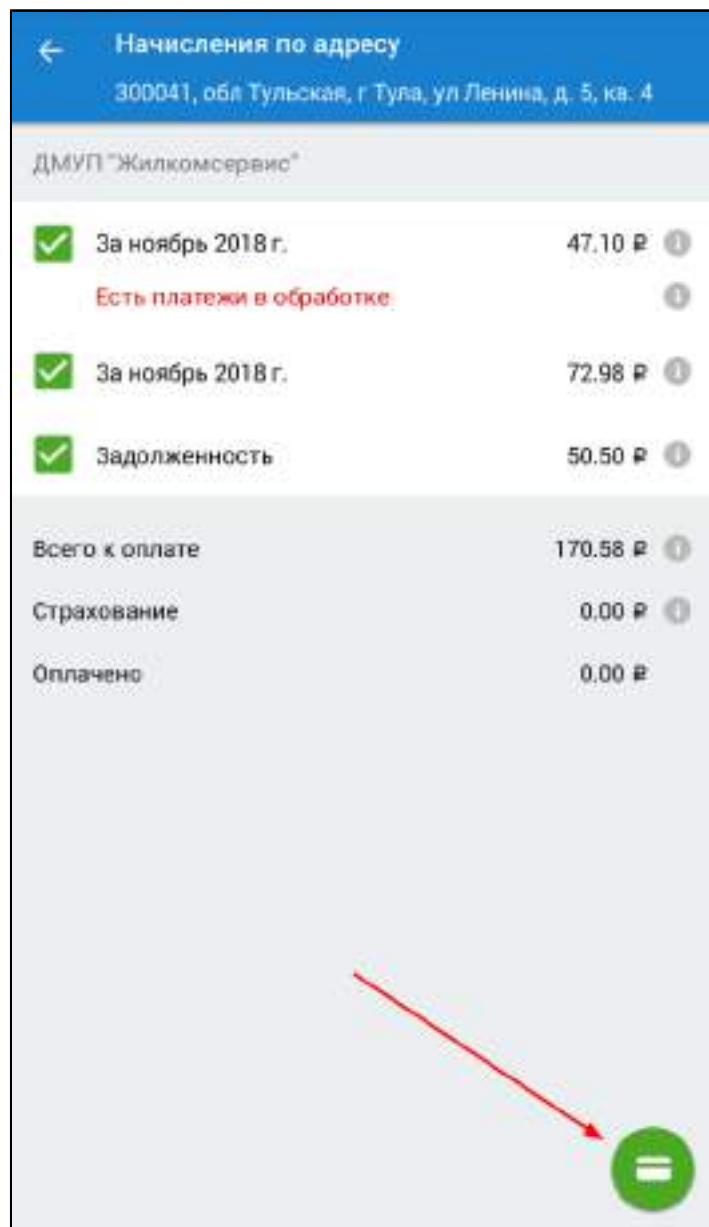 Начисления по адресу
300041, обл Тульская, г Тула, ул Ленина, д. 5, кв. 4
ДМУП "Жилкомсервис"
За ноябрь 2018 г. 47.10 ₽
Есть платежи в обработке
За ноябрь 2018 г. 72.98 ₽
Задолженность 50.50 ₽
Всего к оплате 170.58 ₽
Страхование 0.00 ₽
Оплачено 0.00 ₽